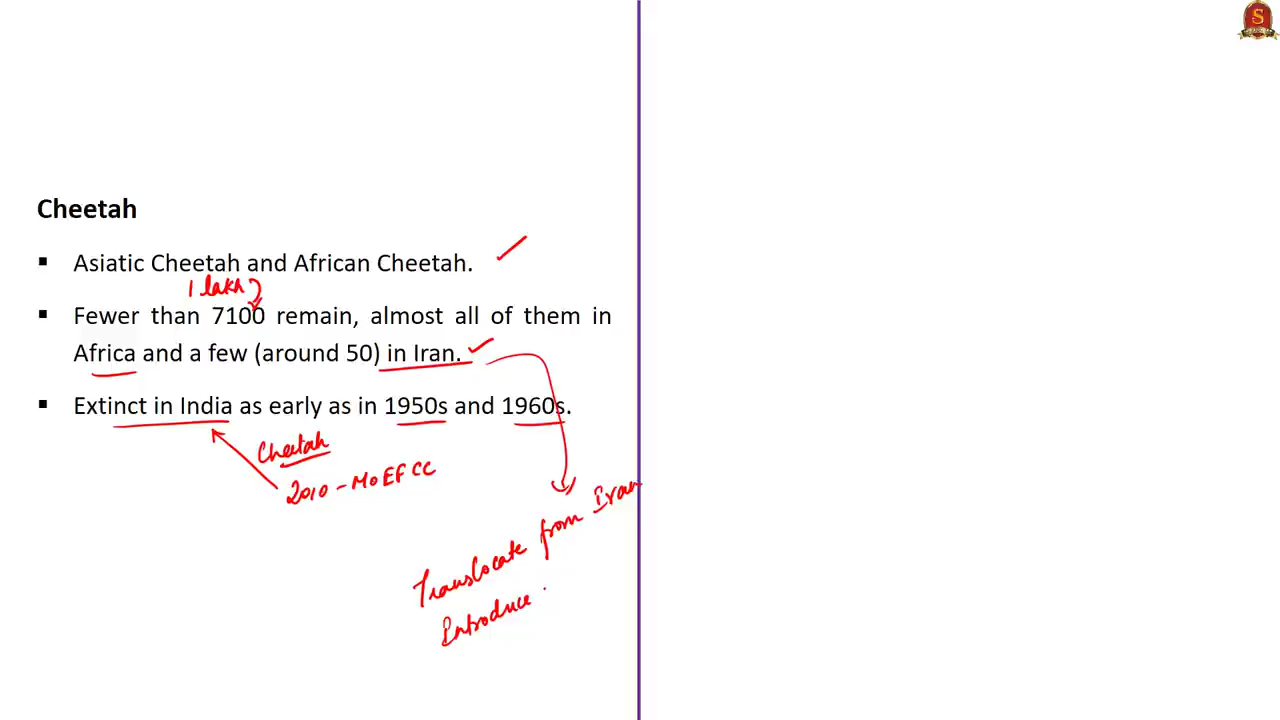 Cheetah
▪ Asiatic Cheetah and African Cheetah.
1 lakh
▪ Fewer than 7100 remain, almost all of them in
Africa and a few (around 50) in Iran.
▪ Extinct in India as early as in 1950s and 1960s.
Cheetah
2010 - MoEFCC
Translocate from Iran
Introduce
S